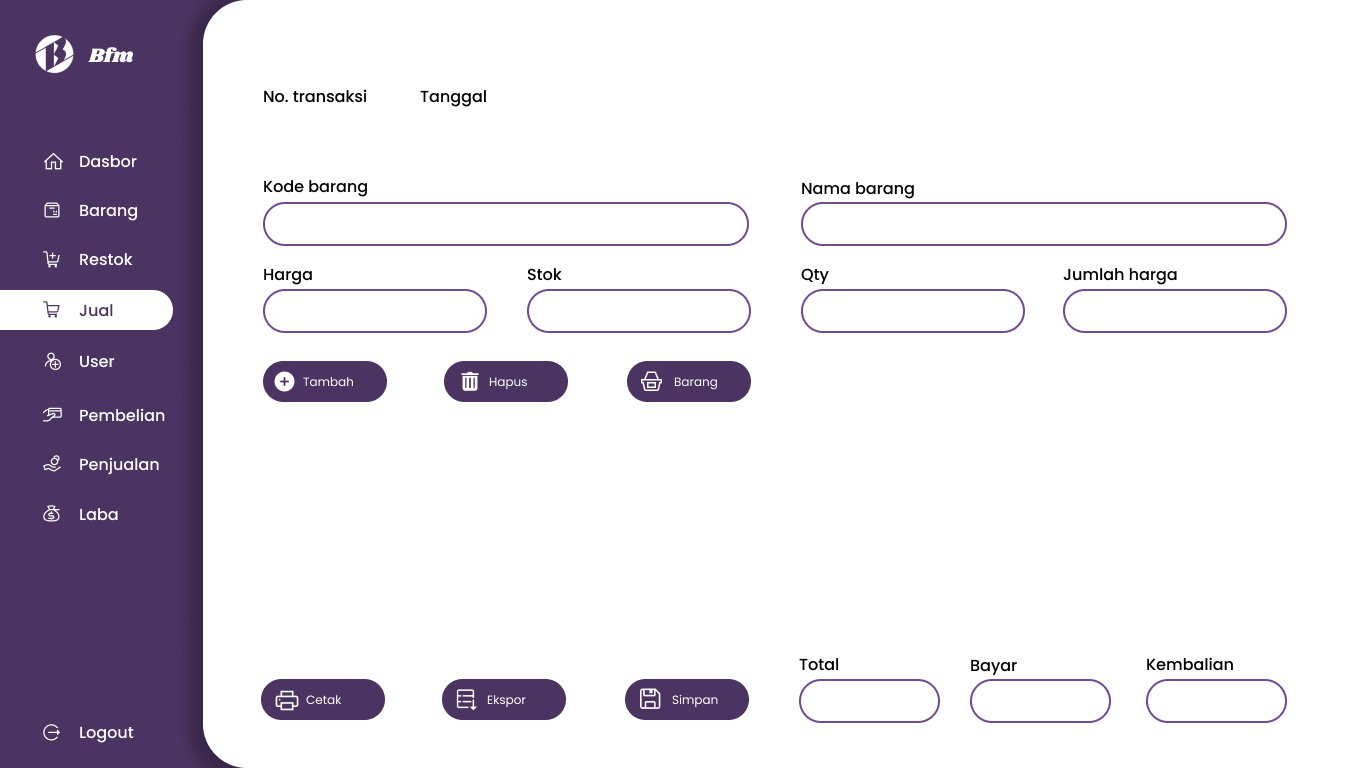 Bfm
Dasbor
Barang
Restok
Jual
User
Pembelian
Penjualan
Laba
Logout
No. transaksi Tanggal
Kode barang Nama barang
Harga Stok Qty Jumlah harga
Tambah Hapus Barang
Total Bayar Kembalian
Cetak Ekspor Simpan